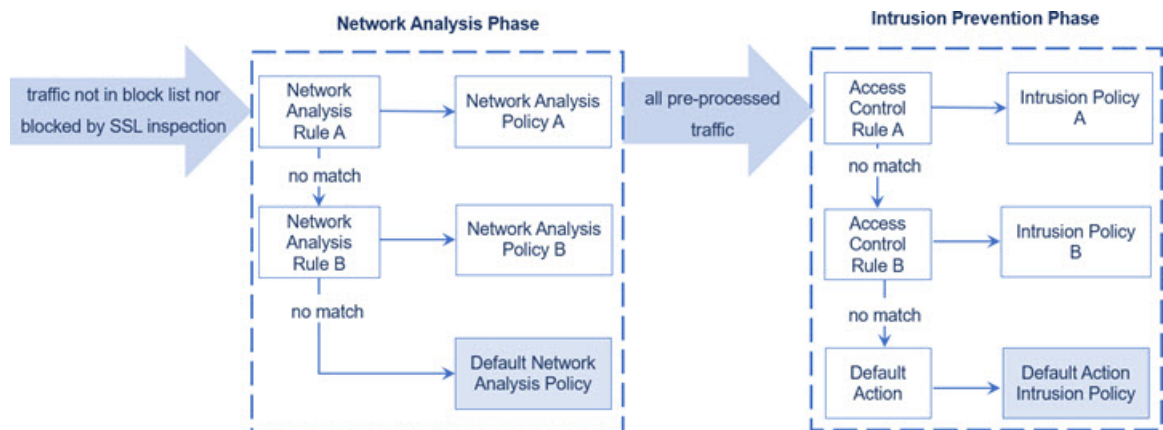 Network Analysis Phase
Intrusion Prevention Phase
traffic not in block list nor
blocked by SSL inspection
Network
Analysis
Rule A
Network Analysis
Policy A
no match
Network
Analysis
Rule B
Network Analysis
Policy B
no match
Default Network
Analysis Policy
all pre-processed
traffic
Access
Control
Rule A
Intrusion Policy
A
no match
Access
Control
Rule B
Intrusion Policy
B
no match
Default
Action
Default Action
Intrusion Policy